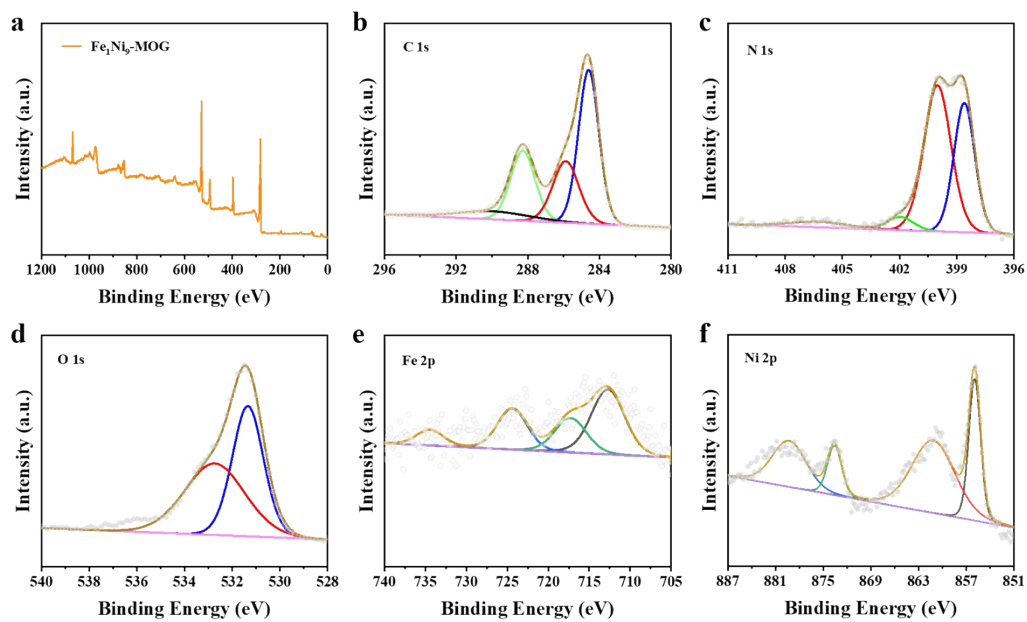 a
Fe₁Ni₉-MOG
Intensity (a.u.)
1200 1000 800 600 400 200 0
Binding Energy (eV)
b
C 1s
Intensity (a.u.)
296 292 288 284 280
Binding Energy (eV)
c
N 1s
Intensity (a.u.)
411 408 405 402 399 396
Binding Energy (eV)
d
O 1s
Intensity (a.u.)
540 538 536 534 532 530 528
Binding Energy (eV)
e
Fe 2p
Intensity (a.u.)
740 735 730 725 720 715 710 705
Binding Energy (eV)
f
Ni 2p
Intensity (a.u.)
887 881 875 869 863 857 851
Binding Energy (eV)